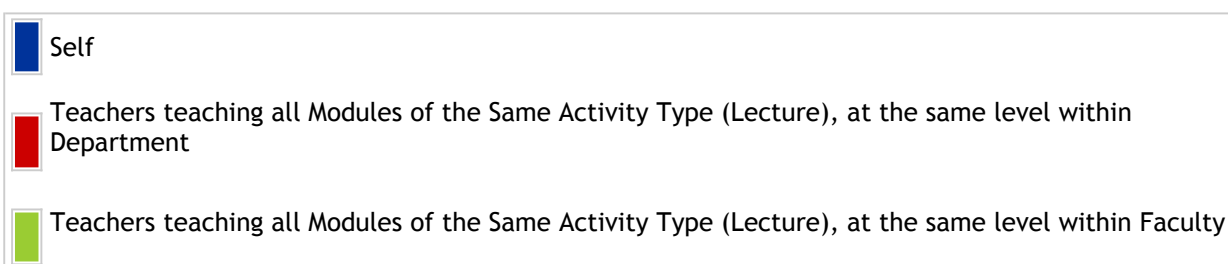 Self
Teachers teaching all Modules of the Same Activity Type (Lecture), at the same level within
Department
Teachers teaching all Modules of the Same Activity Type (Lecture), at the same level within Faculty